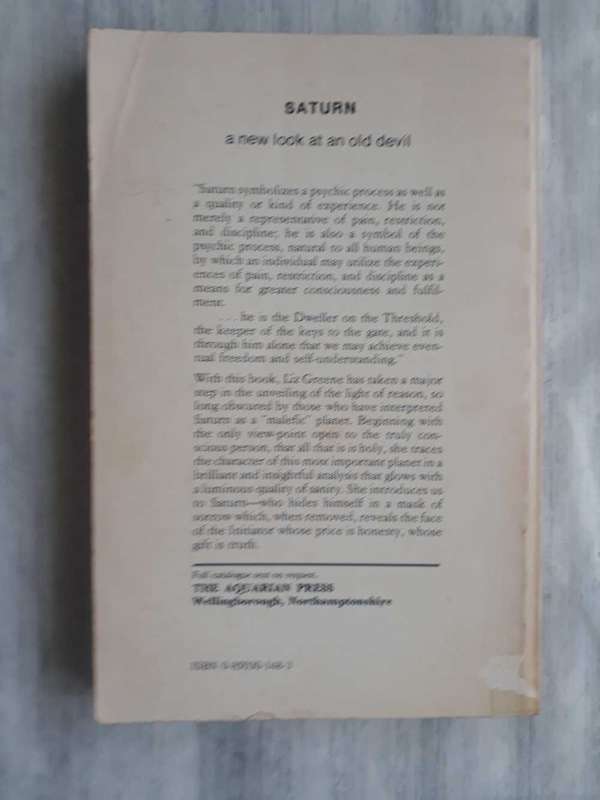 SATURN
a new look at an old devil
"Saturn symbolizes a psychic process as well as
a quality or kind of experience. He is not
merely a representative of pain, restriction,
and discipline; he is also a symbol of the
psychic process, natural to all human beings,
by which an individual may utilize the experi-
ences of pain, restriction, and discipline as a
means for greater consciousness and fulfil-
ment.
. . . he is the Dweller on the Threshold,
the keeper of the keys to the gate, and it is
through him alone that we may achieve even-
tual freedom and self-understanding."
With this book, Liz Greene has taken a major
step in the unveiling of the light of reason, so
long obscured by those who have interpreted
Saturn as a "malefic" planet. Beginning with
the only view-point open to the truly con-
scious person, that all that is is holy, she traces
the character of this most important planet in a
brilliant and insightful analysis that glows with
a luminous quality of sanity. She introduces us
to Saturn—who hides himself in a mask of
sorrow which, when removed, reveals the face
of the Initiator whose price is honesty, whose
gift is truth.
Full catalogue sent on request.
THE AQUARIAN PRESS
Wellingborough, Northamptonshire
ISBN